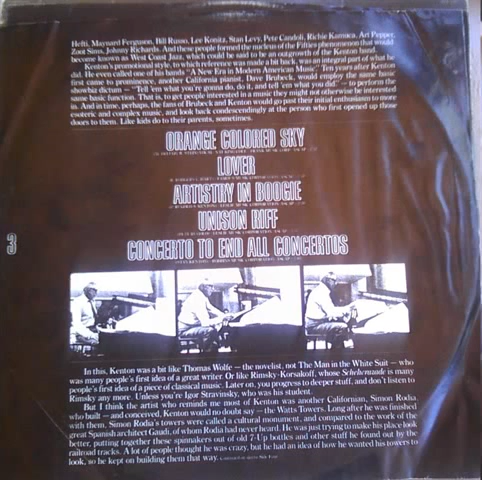 Hefti, Maynard Ferguson, Bill Russo, Lee Konitz, Stan Levy, Pete Candoli, Richie Kamuca, Art Pepper,
Zoot Sims, Johnny Richards. And these people formed the nucleus of the Fifties phenomenon that would
become known as West Coast Jazz, which could be said to be an outgrowth of the Kenton band.
Kenton's promotional style, to which reference was made a bit back, was an integral part of what he
did. He even called one of his bands "A New Era in Modern American Music." Ten years after Kenton
first came to prominence, another California pianist, Dave Brubeck, would employ the same basic
showbiz dictum — "Tell 'em what you're gonna do, do it, and tell 'em what you did." — to perform the
same basic function. That is, to get people interested in a music they might not otherwise be interested
in. And in time, perhaps, the fans of Brubeck and Kenton would go past their initial enthusiasm to more
esoteric and complex music, and look back condescendingly at the person who first opened up those
doors to them. Like kids do to their parents, sometimes.
ORANGE COLORED SKY
LOVER
ARTISTRY IN BOOGIE
UNISON RIFF
CONCERTO TO END ALL CONCERTOS
3
In this, Kenton was a bit like Thomas Wolfe — the novelist, not The Man in the White Suit — who
was many people's first idea of a great writer. Or like Rimsky-Korsakoff, whose Scheherazade is many
people's first idea of a piece of classical music. Later on, you progress to deeper stuff, and don't listen to
Rimsky any more. Unless you're Igor Stravinsky, who was his student.
But I think the artist who reminds me most of Kenton was another Californian, Simon Rodia
who built — and conceived, Kenton would no doubt say — the Watts Towers. Long after he was finished
with them, Simon Rodia's towers were called a cultural monument, and compared to the work of the
great Spanish architect Gaudi, of whom Rodia had never heard. He was just trying to make his place look
better, putting together these spinnakers out of old 7-Up bottles and other stuff he found out by the
railroad tracks. A lot of people thought he was crazy, but he had an idea of how he wanted his towers to
look, so he kept on building them that way.